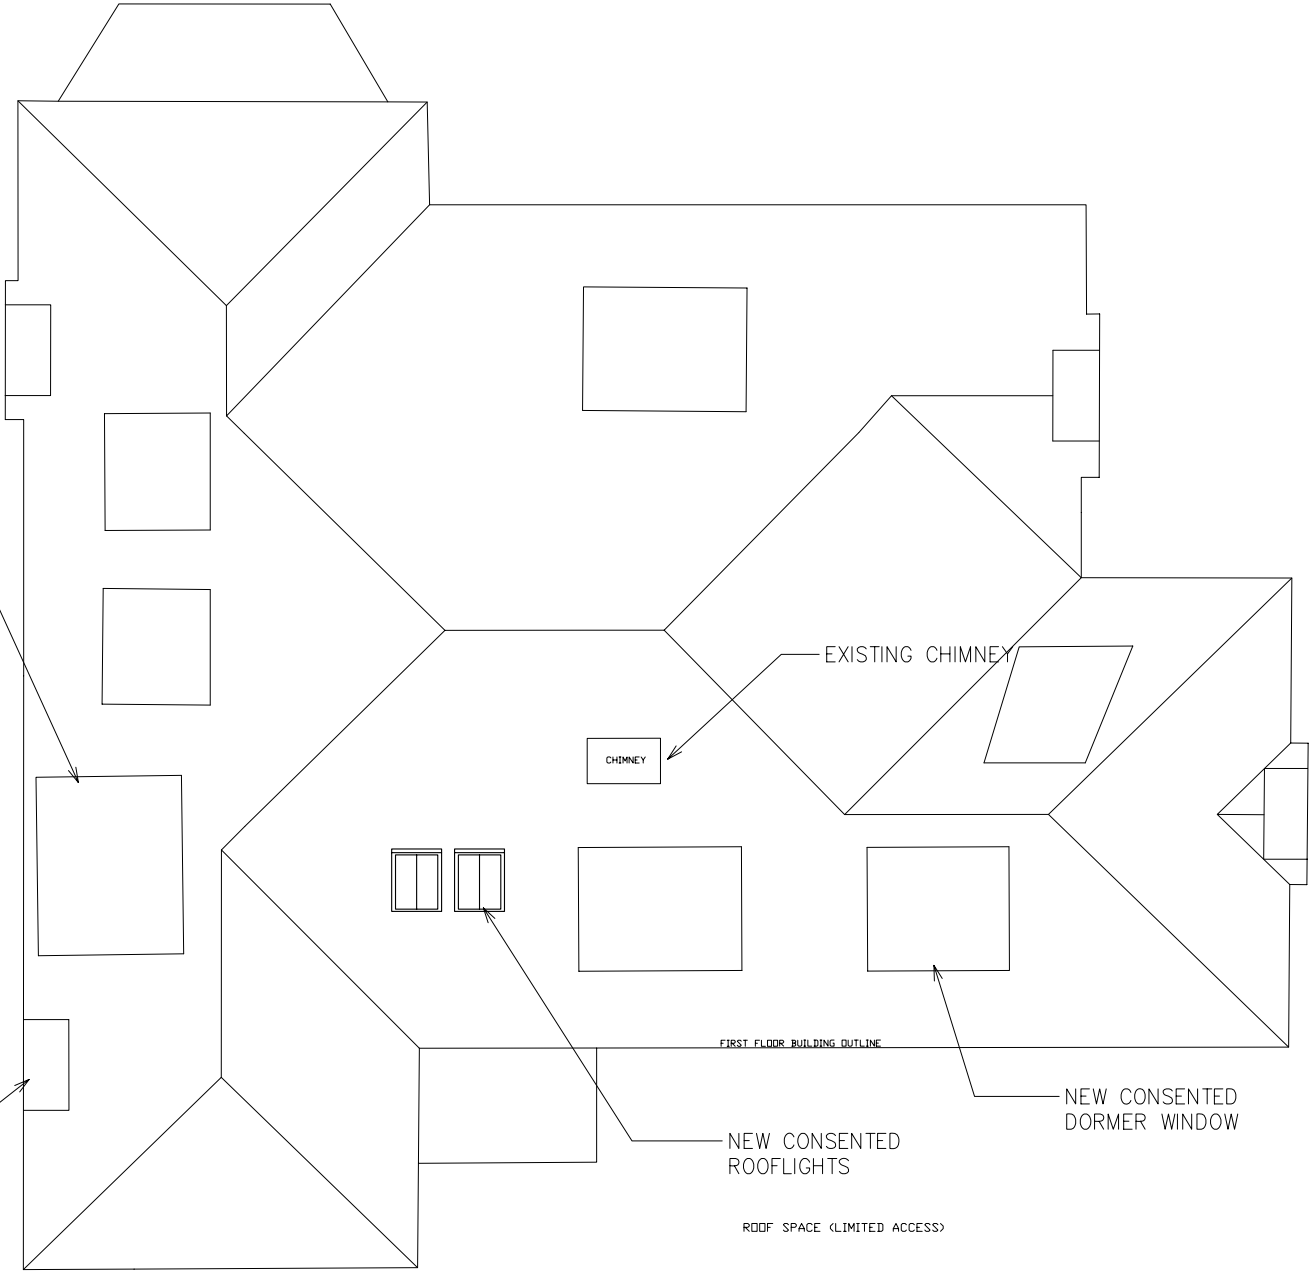 EXISTING CHIMNEY
CHIMNEY
FIRST FLOOR BUILDING OUTLINE
NEW CONSENTED
DORMER WINDOW
NEW CONSENTED
ROOFLIGHTS
ROOF SPACE (LIMITED ACCESS)